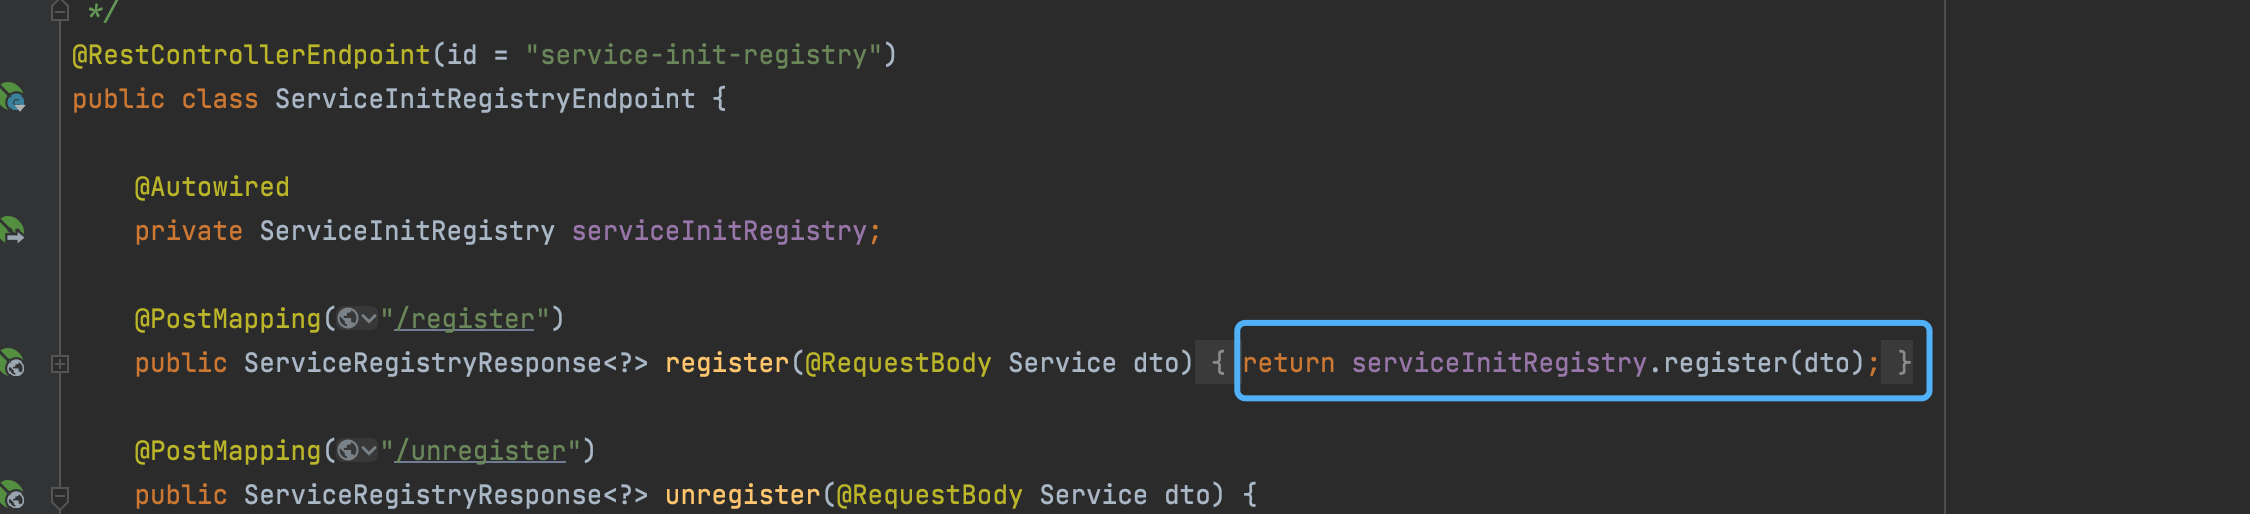 */
@RestControllerEndpoint(id = "service-init-registry")
public class ServiceInitRegistryEndpoint {
@Autowired
private ServiceInitRegistry serviceInitRegistry;
@PostMapping("/register")
public ServiceRegistryResponse<?> register(@RequestBody Service dto) { return serviceInitRegistry.register(dto); }
@PostMapping("/unregister")
public ServiceRegistryResponse<?> unregister(@RequestBody Service dto) {